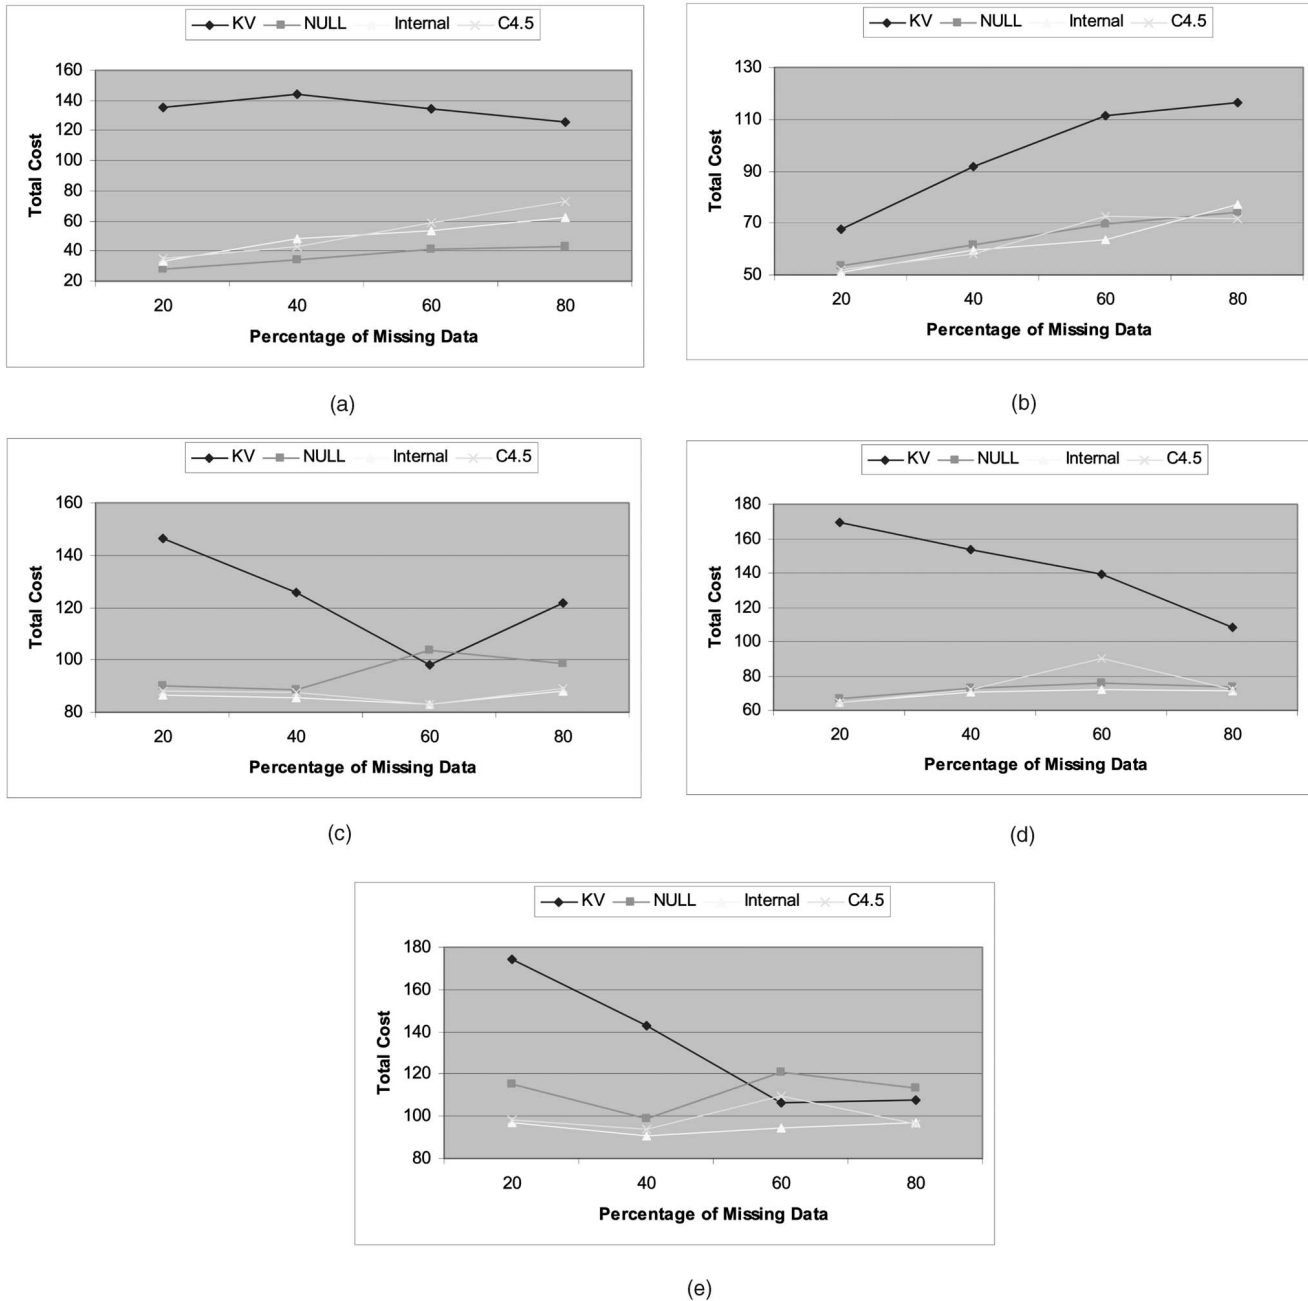 KV NULL Internal C4.5
160
140
120
100
80
60
40
20
Total Cost
20 40 60 80
Percentage of Missing Data
(a)
KV NULL Internal C4.5
130
110
90
70
50
Total Cost
20 40 60 80
Percentage of Missing Data
(b)
KV NULL Internal C4.5
160
140
120
100
80
Total Cost
20 40 60 80
Percentage of Missing Data
(c)
KV NULL Internal C4.5
180
160
140
120
100
80
60
Total Cost
20 40 60 80
Percentage of Missing Data
(d)
KV NULL Internal C4.5
180
160
140
120
100
80
Total Cost
20 40 60 80
Percentage of Missing Data
(e)